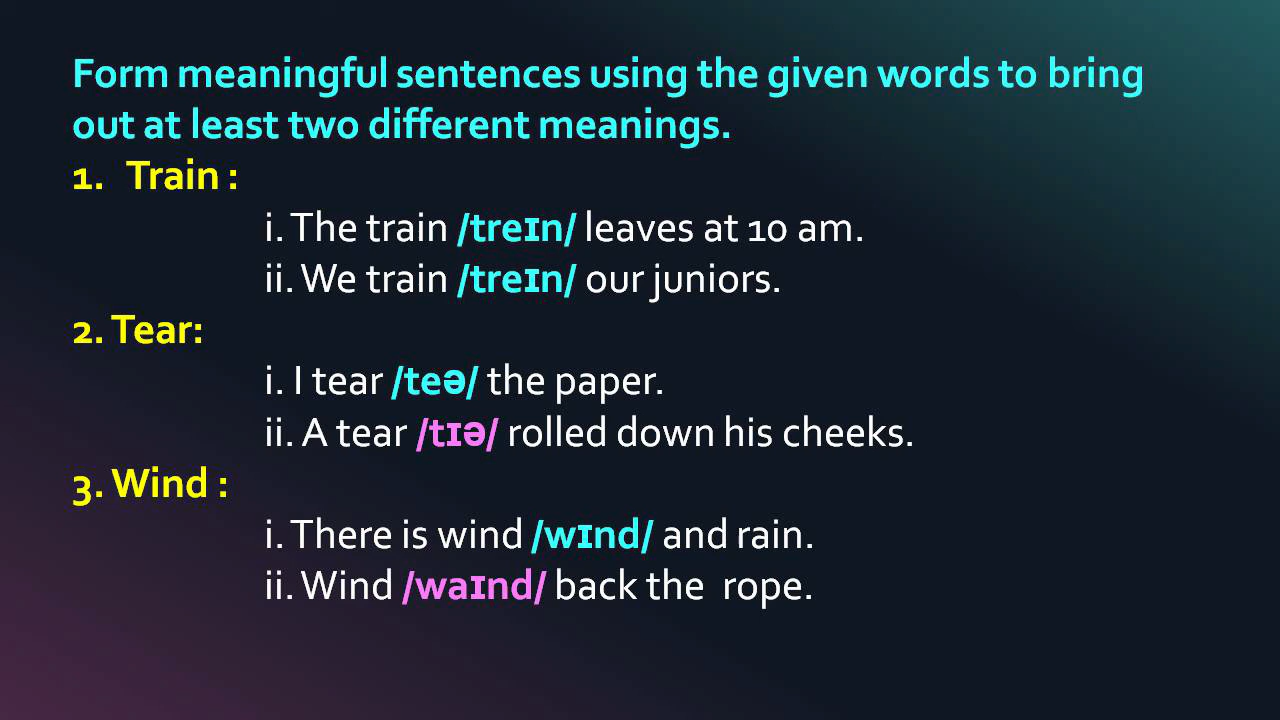 Form meaningful sentences using the given words to bring
out at least two different meanings.
1. Train :
i. The train /treɪn/ leaves at 10 am.
ii. We train /treɪn/ our juniors.
2. Tear:
i. I tear /teə/ the paper.
ii. A tear /tɪə/ rolled down his cheeks.
3. Wind :
i. There is wind /wɪnd/ and rain.
ii. Wind /waɪnd/ back the  rope.